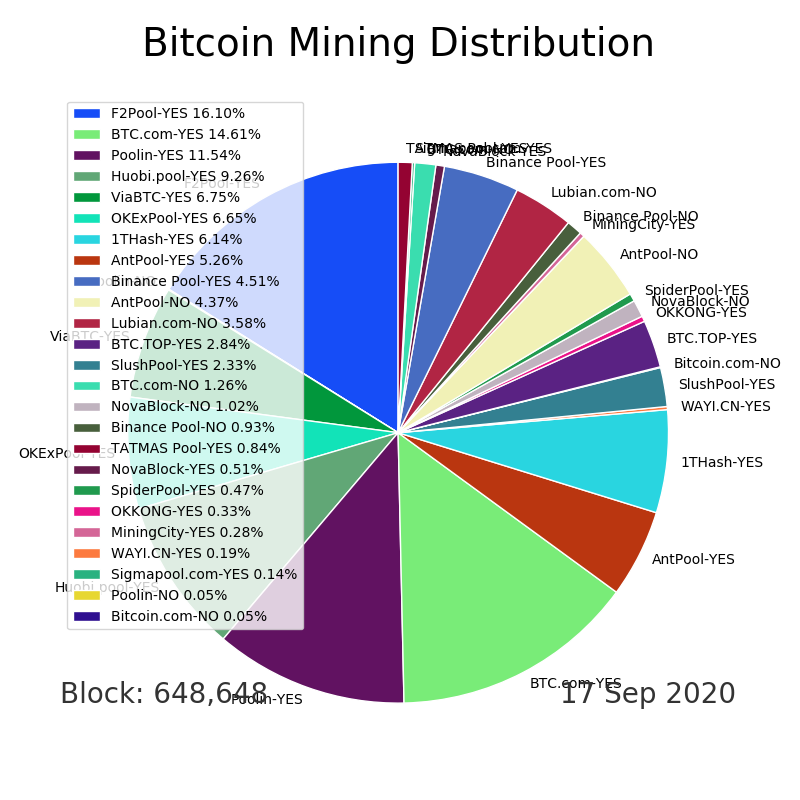 Bitcoin Mining Distribution
F2Pool-YES 16.10%
BTC.com-YES 14.61%
Poolin-YES 11.54%
Huobi.pool-YES 9.26%
ViaBTC-YES 6.75%
OKExPool-YES 6.65%
1THash-YES 6.14%
AntPool-YES 5.26%
Binance Pool-YES 4.51%
AntPool-NO 4.37%
Lubian.com-NO 3.58%
BTC.TOP-YES 2.84%
SlushPool-YES 2.33%
BTC.com-NO 1.26%
NovaBlock-NO 1.02%
Binance Pool-NO 0.93%
TATMAS Pool-YES 0.84%
NovaBlock-YES 0.51%
SpiderPool-YES 0.47%
OKKONG-YES 0.33%
MiningCity-YES 0.28%
WAYI.CN-YES 0.19%
Sigmapool.com-YES 0.14%
Poolin-NO 0.05%
Bitcoin.com-NO 0.05%
F2Pool-YES
ViaBTC-YES
OKExPool-YES
Huobi.pool-YES
Poolin-YES
BTC.com-YES
AntPool-YES
1THash-YES
WAYI.CN-YES
SlushPool-YES
Bitcoin.com-NO
BTC.TOP-YES
OKKONG-YES
NovaBlock-NO
SpiderPool-YES
AntPool-NO
MiningCity-YES
Binance Pool-NO
Lubian.com-NO
Binance Pool-YES
NovaBlock-YES
Block: 648,648
17 Sep 2020